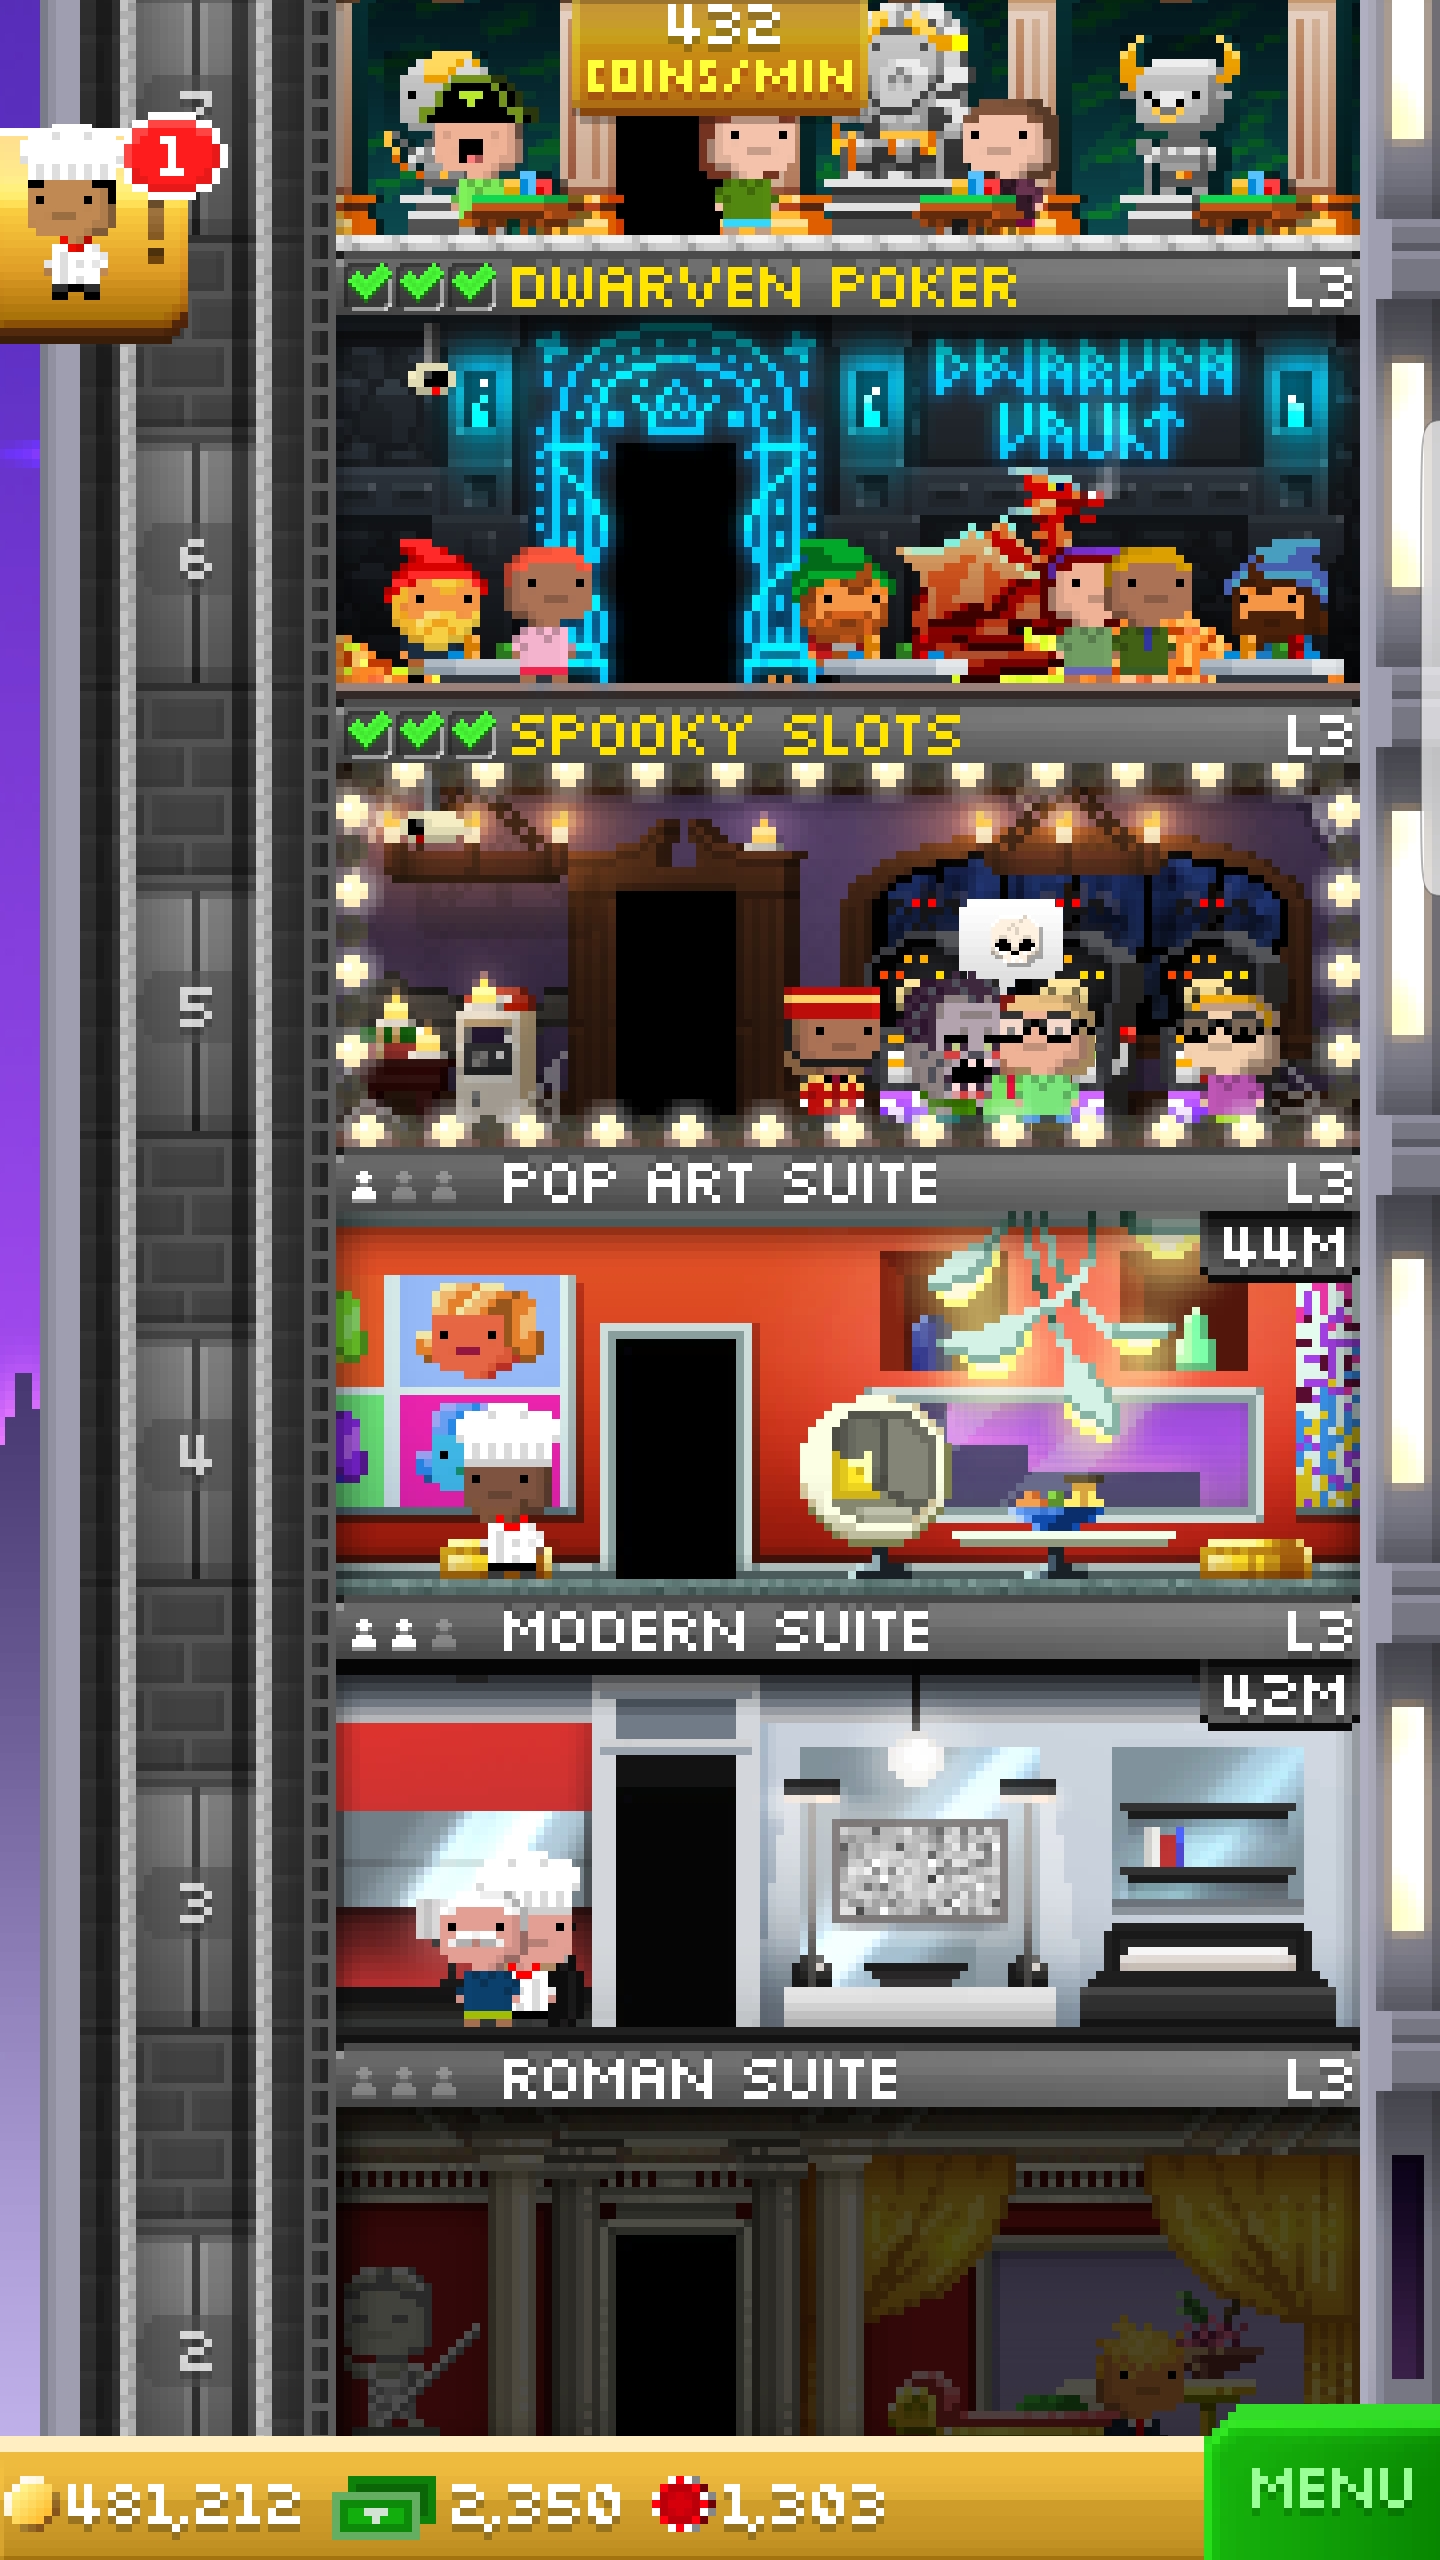 432
COINS/MIN
7
1
!
DWARVEN POKER L3
DWARVEN
VAULT
6
SPOOKY SLOTS L3
5
POP ART SUITE L3
44M
4
MODERN SUITE L3
42M
3
ROMAN SUITE L3
2
481,212 2,350 1,303 MENU